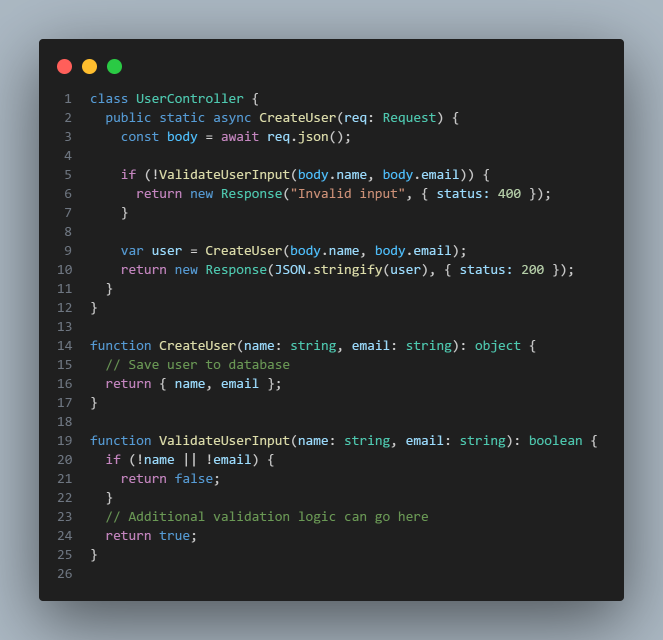 1 class UserController {
2   public static async CreateUser(req: Request) {
3     const body = await req.json();
4
5     if (!ValidateUserInput(body.name, body.email)) {
6       return new Response("Invalid input", { status: 400 });
7     }
8
9     var user = CreateUser(body.name, body.email);
10     return new Response(JSON.stringify(user), { status: 200 });
11   }
12 }
13
14 function CreateUser(name: string, email: string): object {
15   // Save user to database
16   return { name, email };
17 }
18
19 function ValidateUserInput(name: string, email: string): boolean {
20   if (!name || !email) {
21     return false;
22   }
23   // Additional validation logic can go here
24   return true;
25 }
26